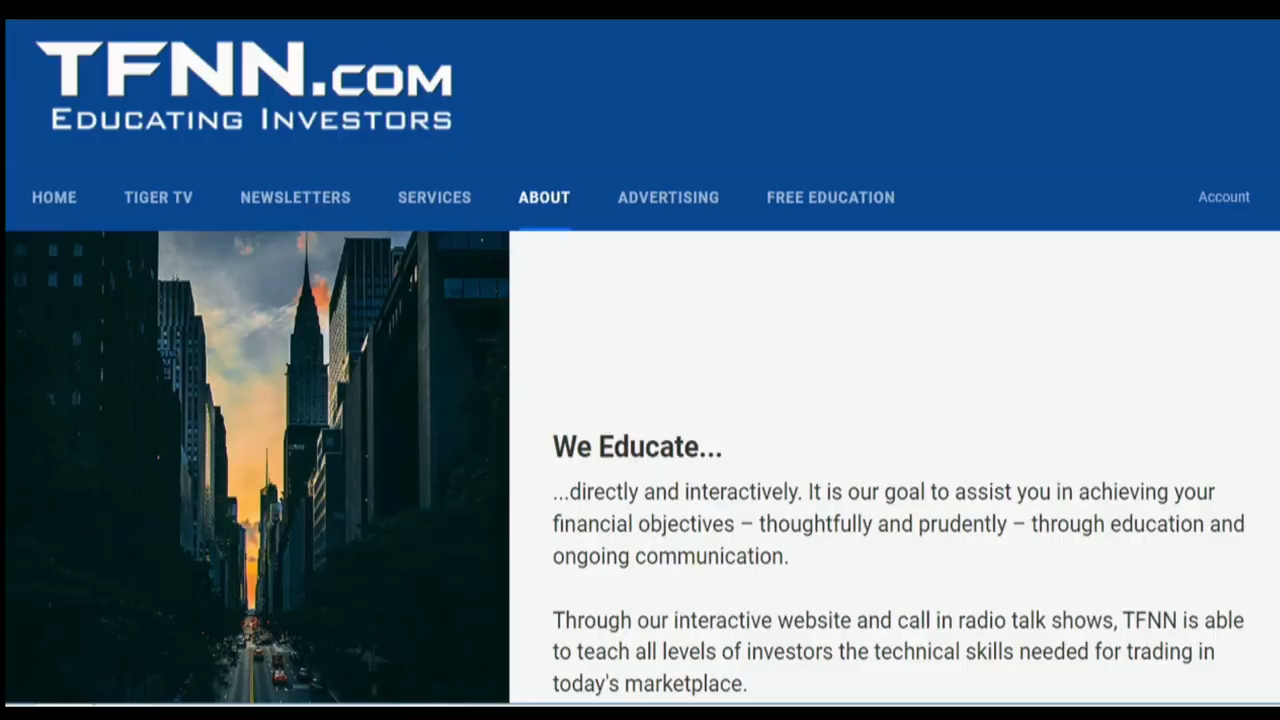 TFNN.COM
EDUCATING INVESTORS
HOME TIGER TV NEWSLETTERS SERVICES ABOUT ADVERTISING FREE EDUCATION Account
We Educate...
...directly and interactively. It is our goal to assist you in achieving your
financial objectives – thoughtfully and prudently – through education and
ongoing communication.
Through our interactive website and call in radio talk shows, TFNN is able
to teach all levels of investors the technical skills needed for trading in
today's marketplace.